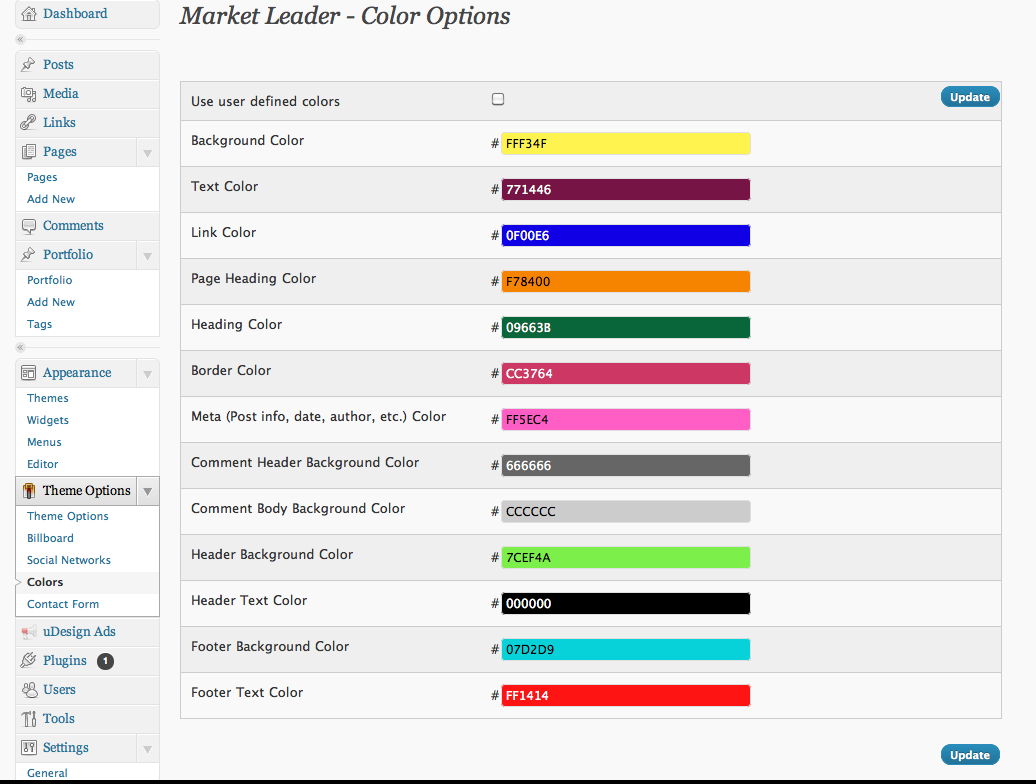 Dashboard
Posts
Media
Links
Pages
Pages
Add New
Comments
Portfolio
Portfolio
Add New
Tags
Appearance
Themes
Widgets
Menus
Editor
Theme Options
Theme Options
Billboard
Social Networks
Colors
Contact Form
uDesign Ads
Plugins 1
Users
Tools
Settings
General
Market Leader - Color Options
Use user defined colors Update
Background Color # FFF34F
Text Color # 771446
Link Color # 0F00E6
Page Heading Color # F78400
Heading Color # 09663B
Border Color # CC3764
Meta (Post info, date, author, etc.) Color # FF5EC4
Comment Header Background Color # 666666
Comment Body Background Color # CCCCCC
Header Background Color # 7CEF4A
Header Text Color # 000000
Footer Background Color # 07D2D9
Footer Text Color # FF1414
Update